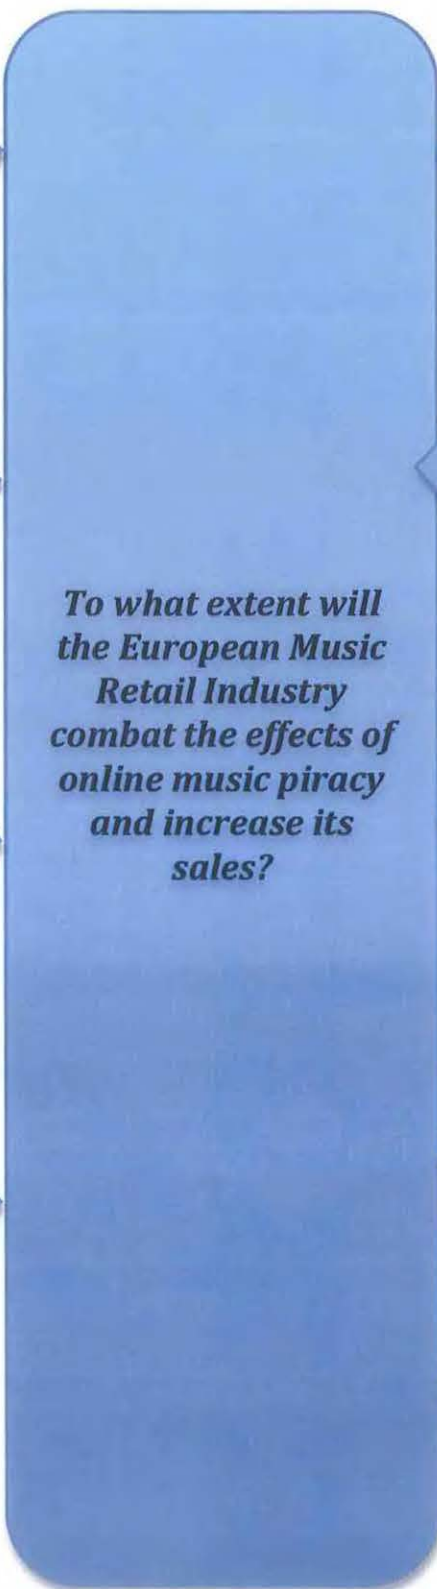 To what extent will
the European Music
Retail Industry
combat the effects of
online music piracy
and increase its
sales?